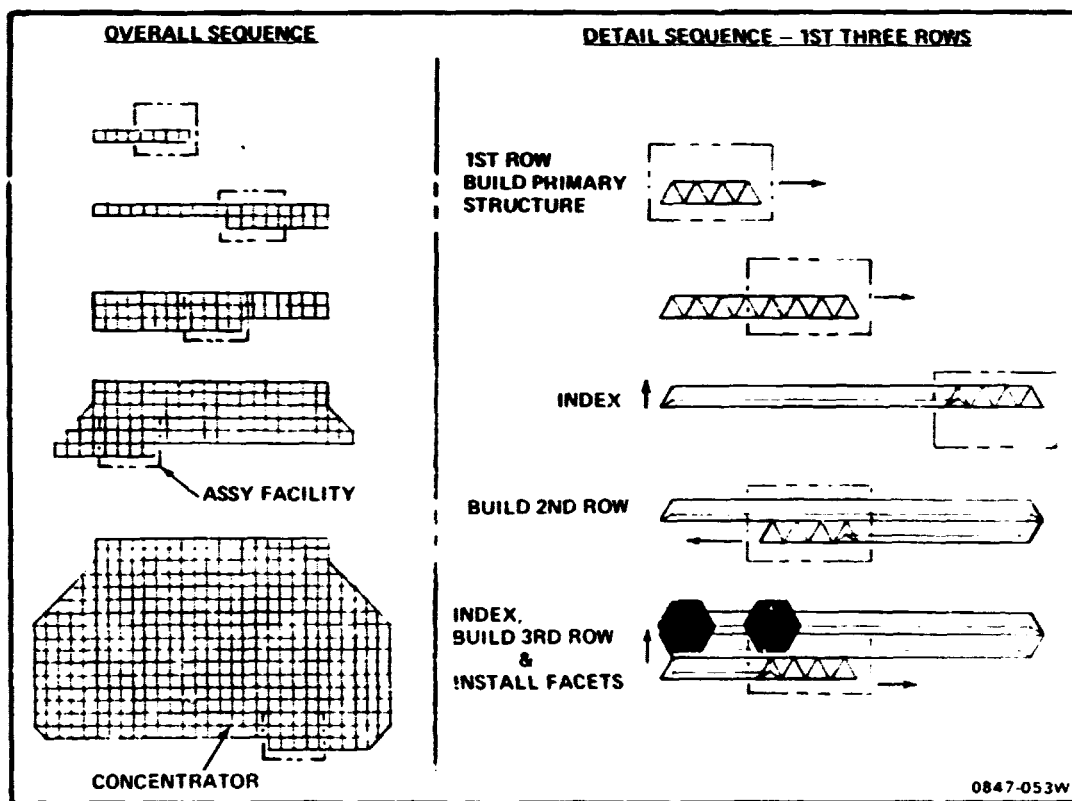 OVERALL SEQUENCE
ASSY FACILITY
CONCENTRATOR
DETAIL SEQUENCE – 1ST THREE ROWS
1ST ROW
BUILD PRIMARY
STRUCTURE
INDEX
BUILD 2ND ROW
INDEX,
BUILD 3RD ROW
&
INSTALL FACETS
0847-053W